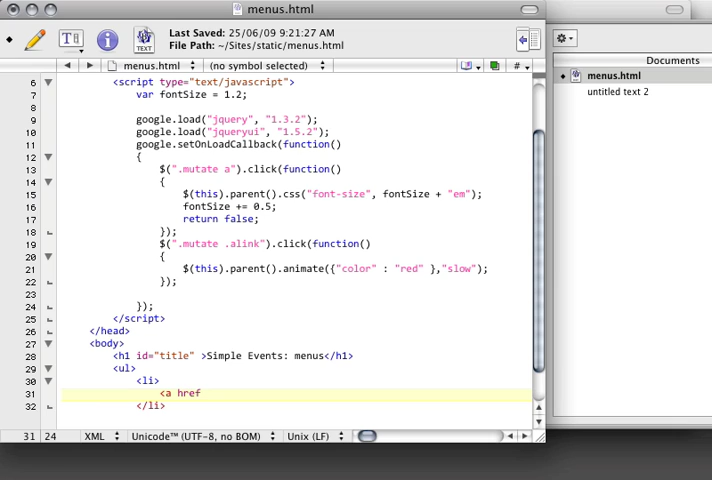 menus.html
Last Saved: 25/06/09 9:21:27 AM
File Path: ~/Sites/static/menus.html
TEXT
menus.html
(no symbol selected)
#
Documents
menus.html
untitled text 2
6 <script type="text/javascript">
7 var fontSize = 1.2;
8
9 google.load("jquery", "1.3.2");
10 google.load("jqueryui", "1.5.2");
11 google.setOnLoadCallback(function()
12 {
13 $(".mutate a").click(function()
14 {
15 $(this).parent().css("font-size", fontSize + "em");
16 fontSize += 0.5;
17 return false;
18 });
19 $(".mutate .alink").click(function()
20 {
21 $(this).parent().animate({"color" : "red" },"slow");
22 });
23
24 });
25 </script>
26 </head>
27 <body>
28 <h1 id="title" >Simple Events: menus</h1>
29 <ul>
30 <li>
31 <a href
32 </li>
31 24 XML Unicode™ (UTF-8, no BOM) Unix (LF)